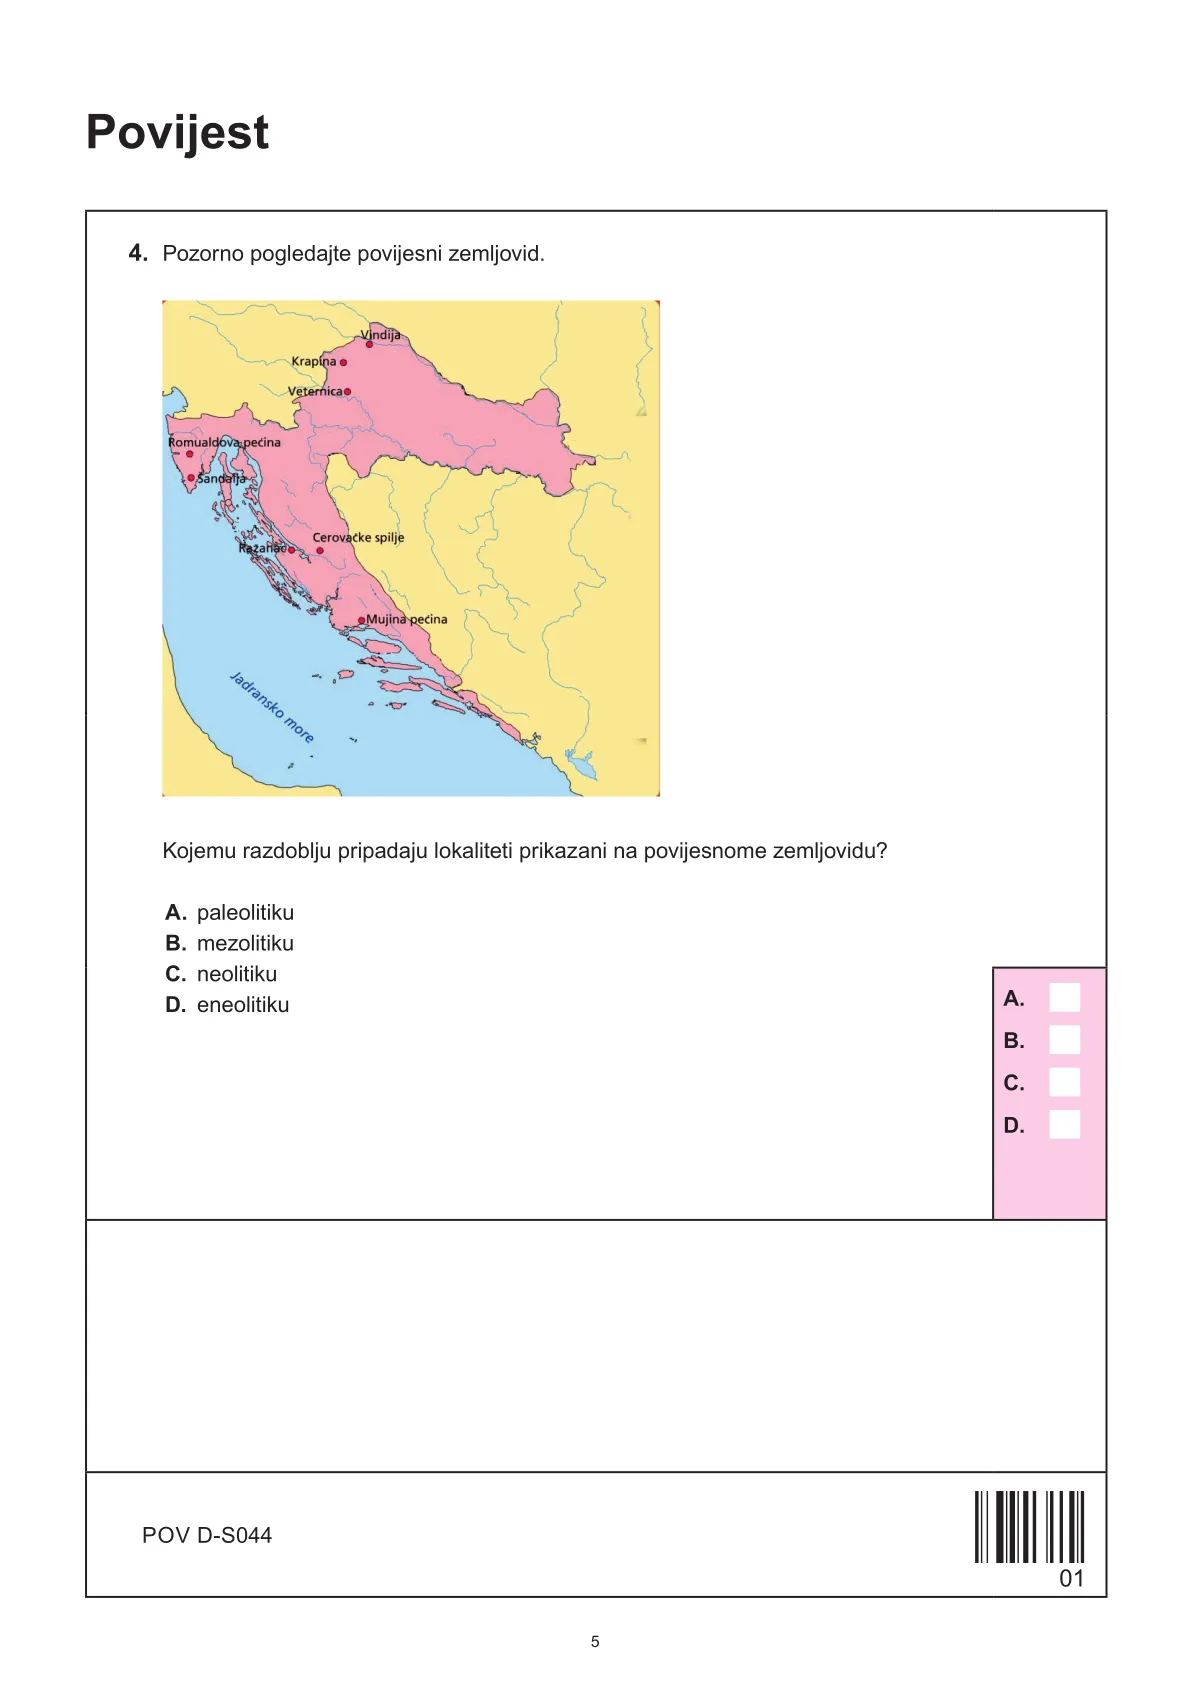 Povijest
4. Pozorno pogledajte povijesni zemljovid.
Vindija
Krapina
Veternica
Romualdova pećina
Šandalja
Cerovačke spilje
Ražanac
Mujina pećina
Jadransko more
Kojemu razdoblju pripadaju lokaliteti prikazani na povijesnome zemljovidu?
A. paleolitiku
B. mezolitiku
C. neolitiku
D. eneolitiku
A.
B.
C.
D.
POV D-S044
01
5